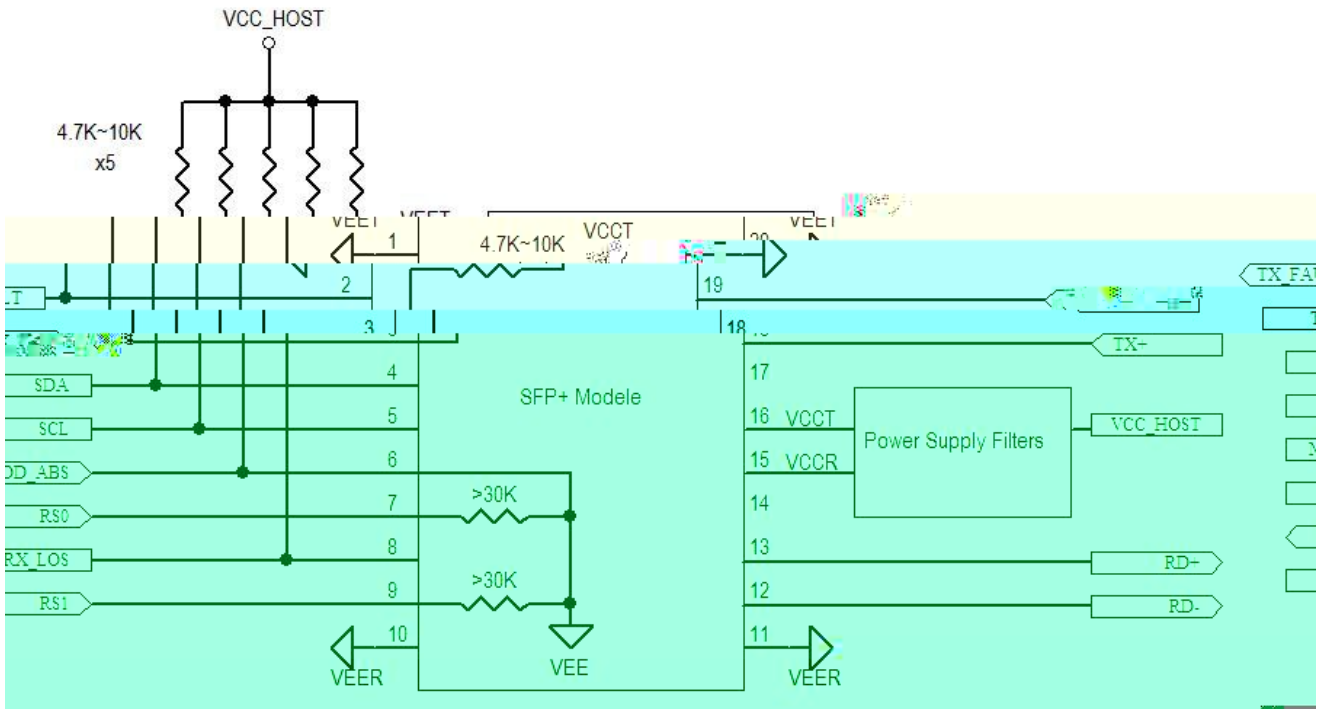 VCC_HOST
4.7K~10K
x5
VEET
VEET
VCCT
VEET
1
4.7K~10K
20
2
19
TX_FAU
LT
3
18
TX+
4
17
SDA
SFP+ Modele
5
16
VCCT
SCL
VCC_HOST
Power Supply Filters
6
15
VCCR
OD_ABS
>30K
7
14
RS0
8
13
RX_LOS
RD+
>30K
9
12
RS1
RD-
10
11
VEER
VEE
VEER